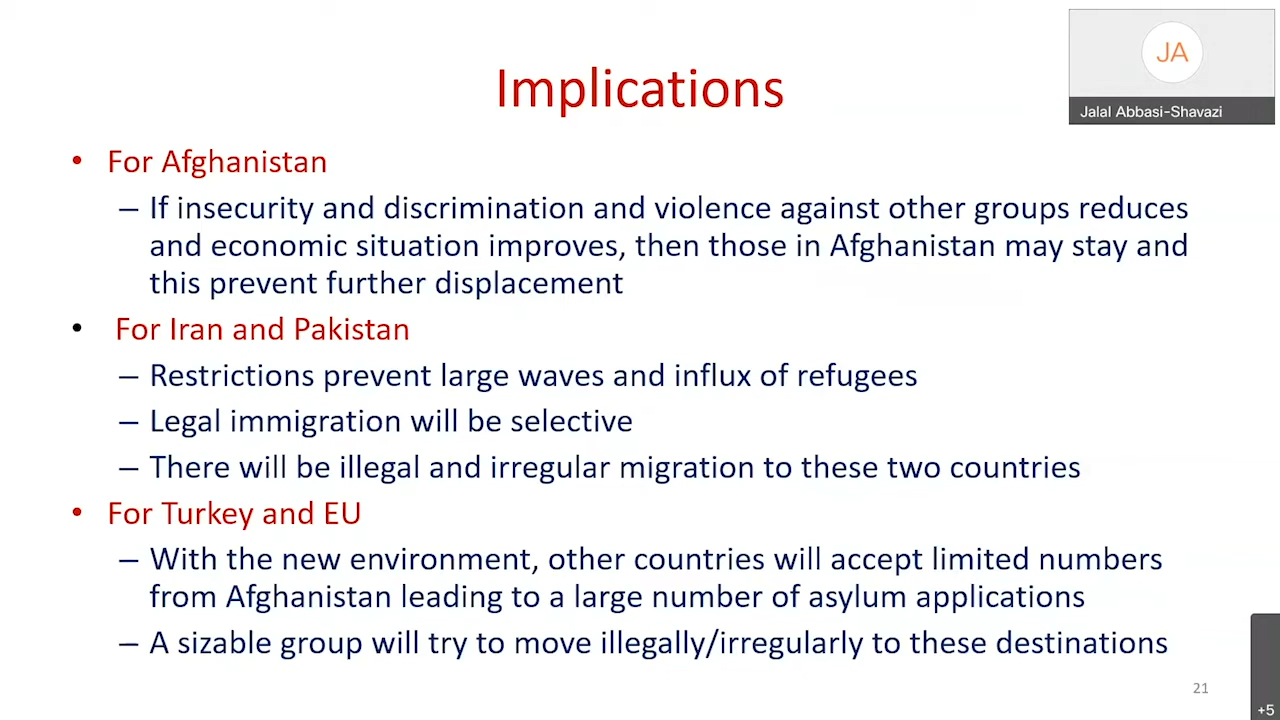 Implications
JA
Jalal Abbasi-Shavazi
• For Afghanistan
– If insecurity and discrimination and violence against other groups reduces
and economic situation improves, then those in Afghanistan may stay and
this prevent further displacement
• For Iran and Pakistan
– Restrictions prevent large waves and influx of refugees
– Legal immigration will be selective
– There will be illegal and irregular migration to these two countries
• For Turkey and EU
– With the new environment, other countries will accept limited numbers
from Afghanistan leading to a large number of asylum applications
– A sizable group will try to move illegally/irregularly to these destinations
21
+5